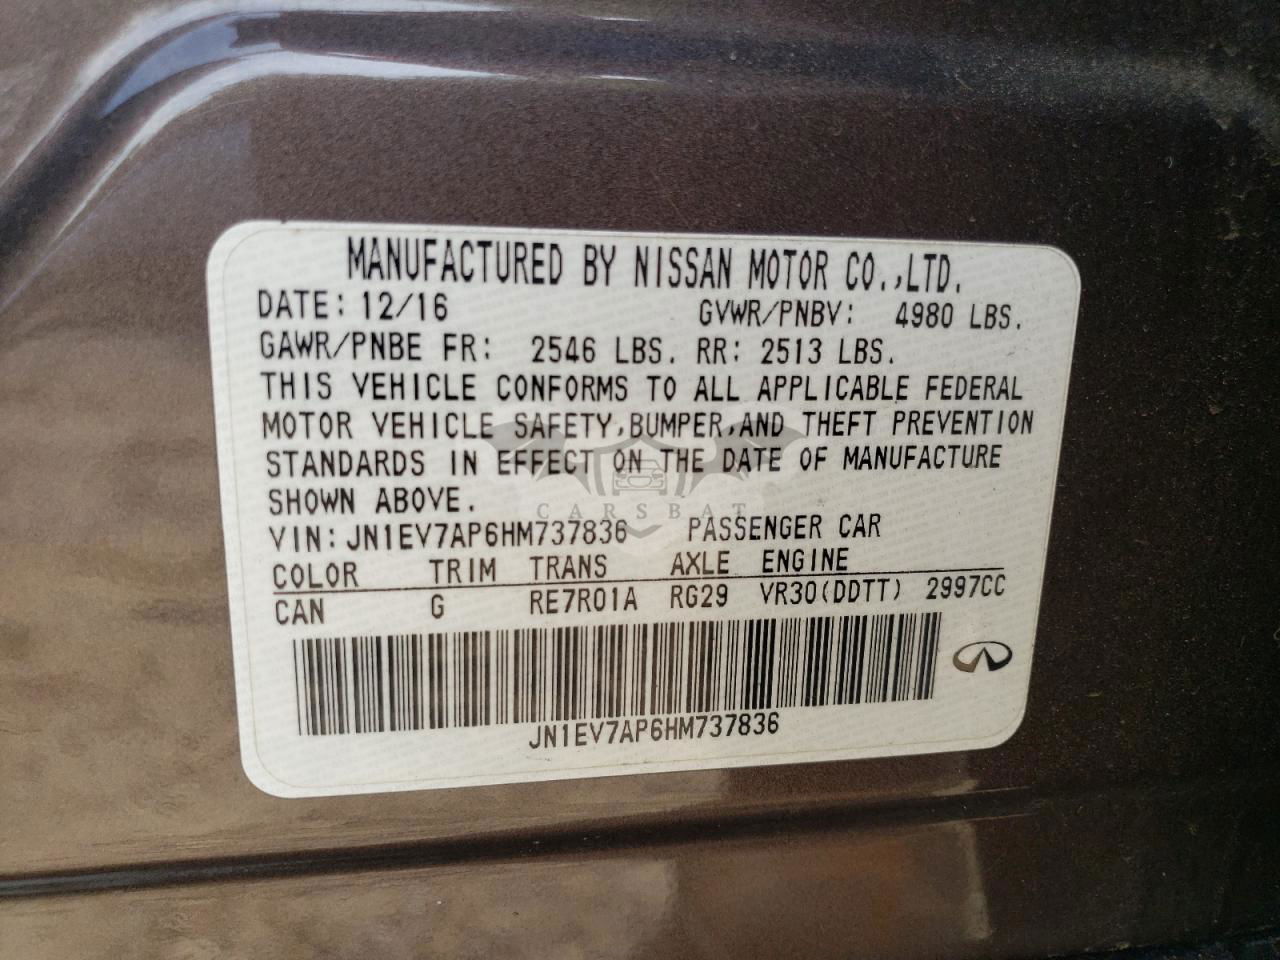 MANUFACTURED BY NISSAN MOTOR CO.,LTD.
DATE: 12/16 GVWR/PNBV: 4980 LBS.
GAWR/PNBE FR: 2546 LBS. RR: 2513 LBS.
THIS VEHICLE CONFORMS TO ALL APPLICABLE FEDERAL
MOTOR VEHICLE SAFETY,BUMPER,AND THEFT PREVENTION
STANDARDS IN EFFECT ON THE DATE OF MANUFACTURE
SHOWN ABOVE.
CARSBAT
VIN:JN1EV7AP6HM737836 PASSENGER CAR
COLOR TRIM TRANS AXLE ENGINE
CAN G RE7R01A RG29 VR30(DDTT) 2997CC
JN1EV7AP6HM737836